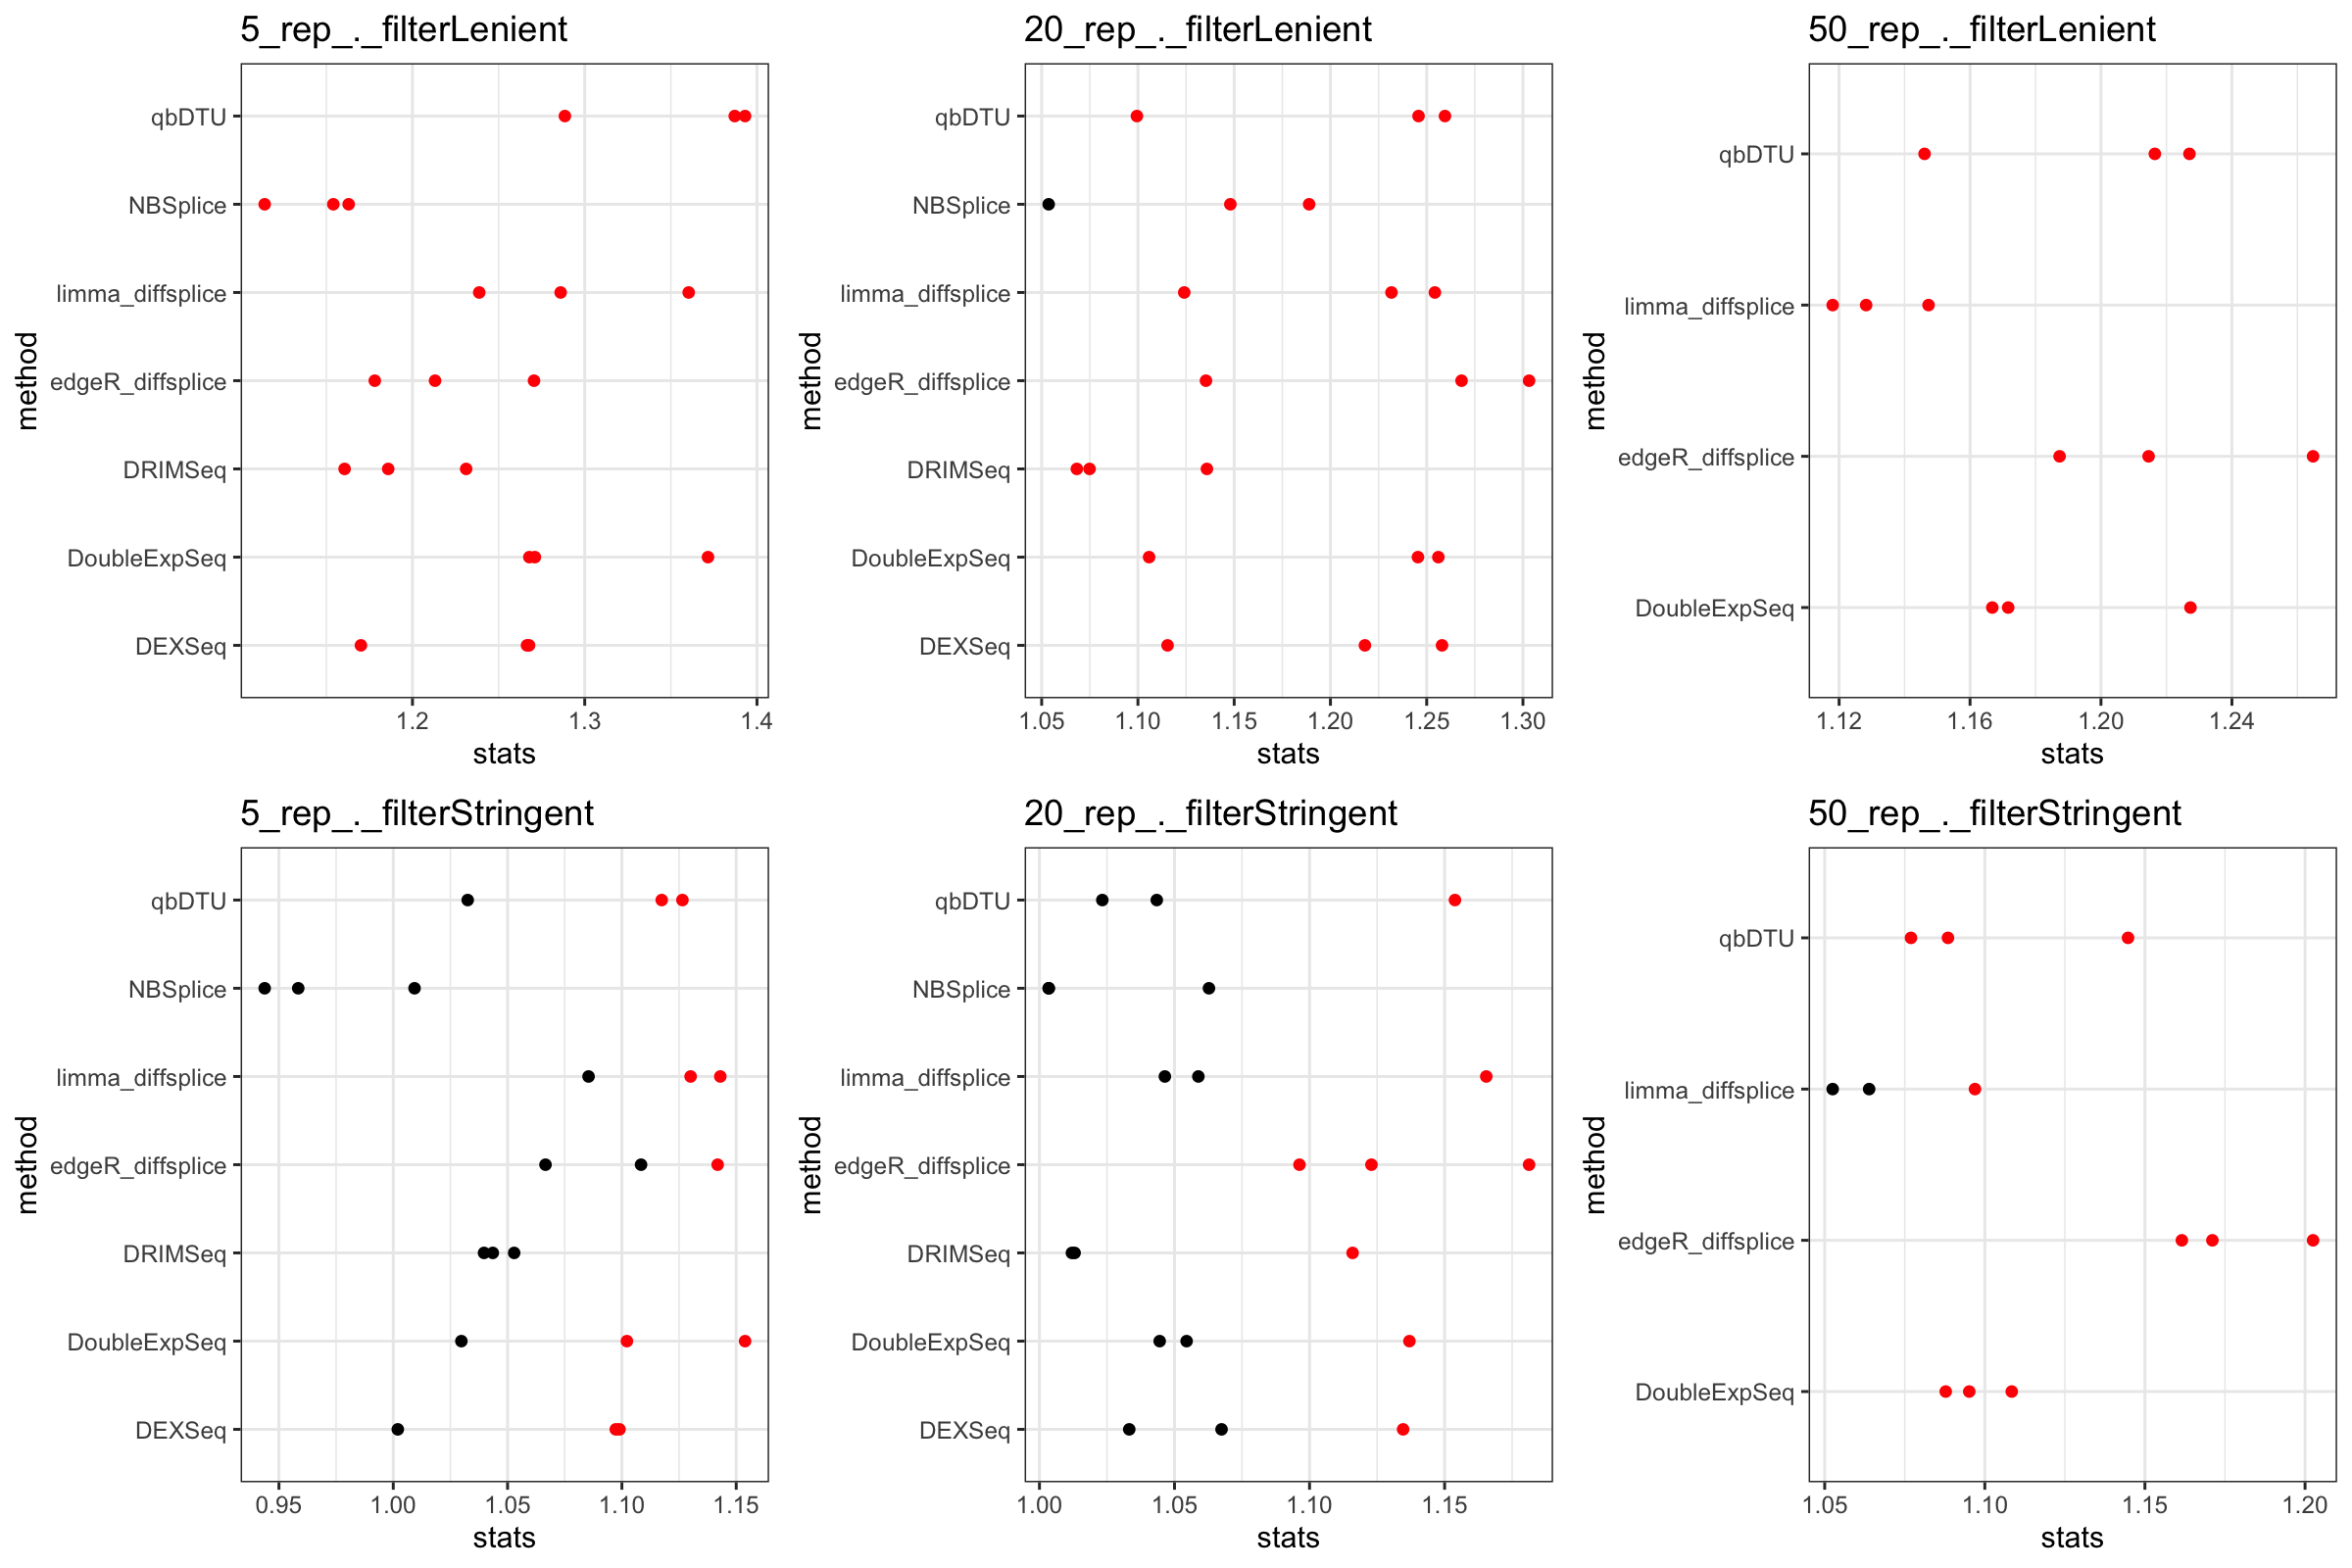 5_rep_._filterLenient
qbDTU
NBSplice
limma_diffsplice
edgeR_diffsplice
DRIMSeq
DoubleExpSeq
DEXSeq
method
1.2 1.3 1.4
stats
20_rep_._filterLenient
qbDTU
NBSplice
limma_diffsplice
edgeR_diffsplice
DRIMSeq
DoubleExpSeq
DEXSeq
method
1.05 1.10 1.15 1.20 1.25 1.30
stats
50_rep_._filterLenient
qbDTU
limma_diffsplice
edgeR_diffsplice
DoubleExpSeq
method
1.12 1.16 1.20 1.24
stats
5_rep_._filterStringent
qbDTU
NBSplice
limma_diffsplice
edgeR_diffsplice
DRIMSeq
DoubleExpSeq
DEXSeq
method
0.95 1.00 1.05 1.10 1.15
stats
20_rep_._filterStringent
qbDTU
NBSplice
limma_diffsplice
edgeR_diffsplice
DRIMSeq
DoubleExpSeq
DEXSeq
method
1.00 1.05 1.10 1.15
stats
50_rep_._filterStringent
qbDTU
limma_diffsplice
edgeR_diffsplice
DoubleExpSeq
method
1.05 1.10 1.15 1.20
stats